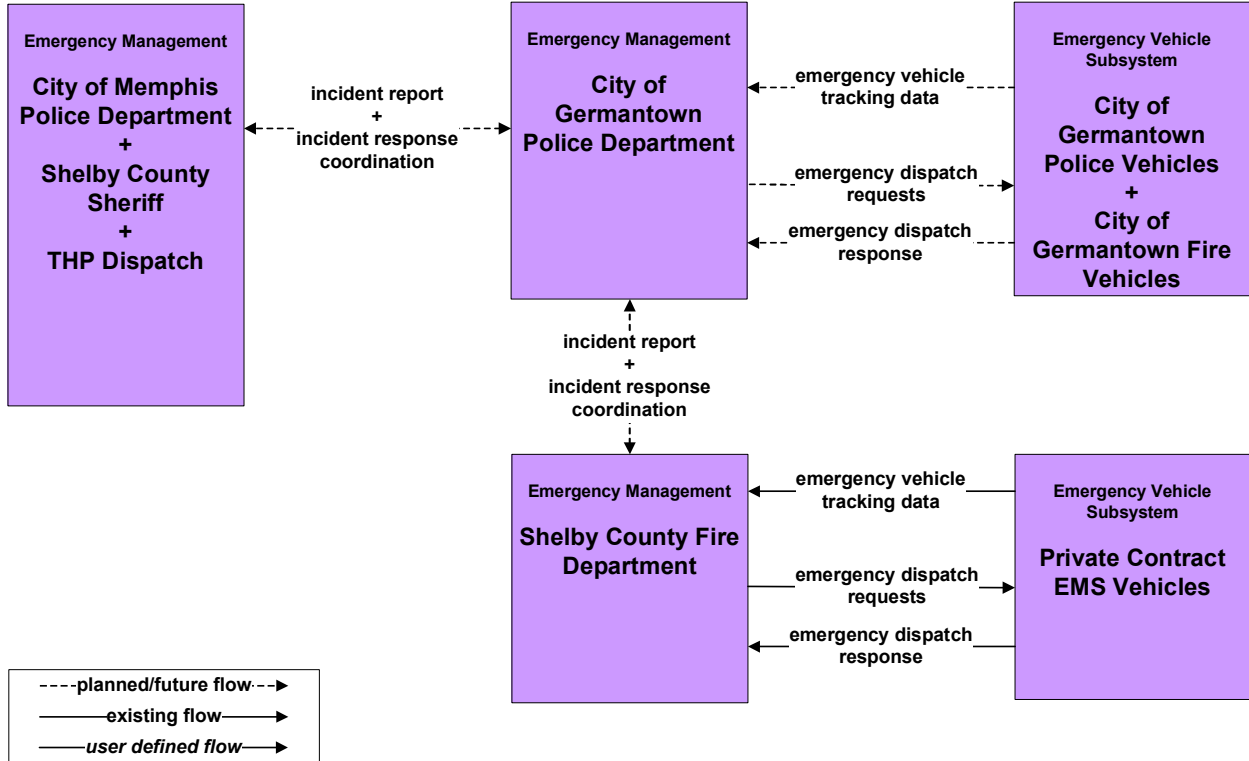 Emergency Management
City of Memphis
Police Department
+
Shelby County
Sheriff
+
THP Dispatch
incident report
+
incident response
coordination
Emergency Management
City of
Germantown
Police Department
emergency vehicle
tracking data
emergency dispatch
requests
emergency dispatch
response
Emergency Vehicle
Subsystem
City of
Germantown
Police Vehicles
+
City of
Germantown Fire
Vehicles
incident report
+
incident response
coordination
Emergency Management
Shelby County Fire
Department
emergency vehicle
tracking data
emergency dispatch
requests
emergency dispatch
response
Emergency Vehicle
Subsystem
Private Contract
EMS Vehicles
planned/future flow
existing flow
user defined flow